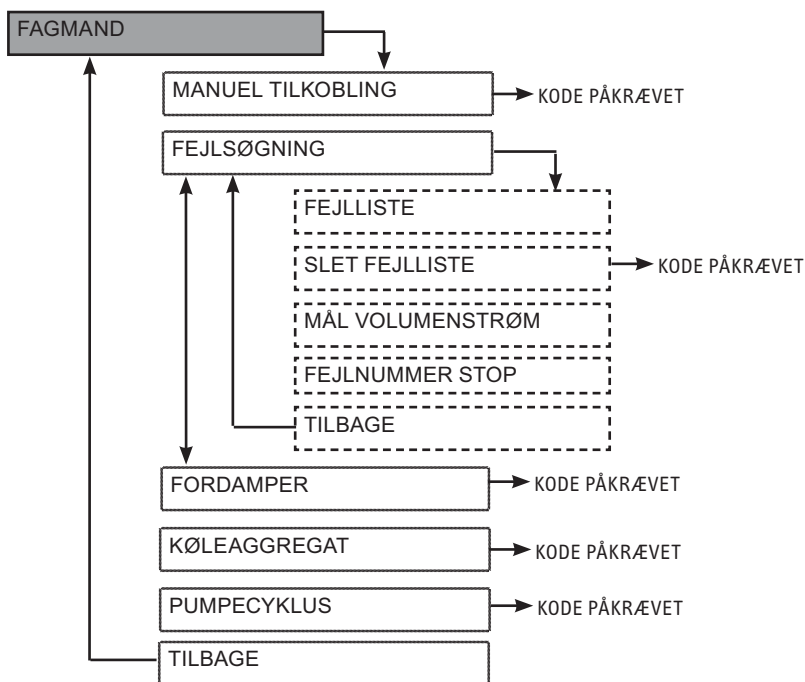 FAGMAND
MANUEL TILKOBLING
KODE PÅKRÆVET
FEJLSØGNING
FEJLLISTE
SLET FEJLLISTE
KODE PÅKRÆVET
MÅL VOLUMENSTRØM
FEJLNUMMER STOP
TILBAGE
FORDAMPER
KODE PÅKRÆVET
KØLEAGGREGAT
KODE PÅKRÆVET
PUMPECYKLUS
KODE PÅKRÆVET
TILBAGE